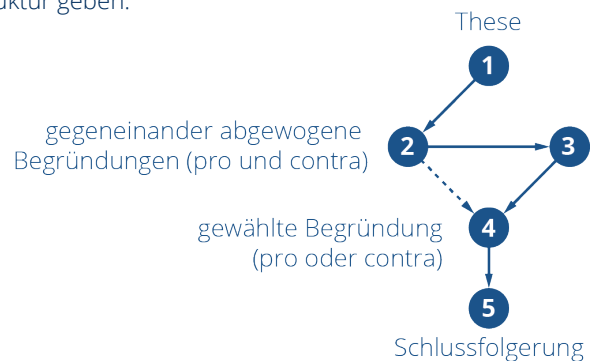 geben.
These
1
gegeneinander abgewogene
Begründungen (pro und contra)
2
3
gewählte Begründung
(pro oder contra)
4
5
Schlussfolgerung